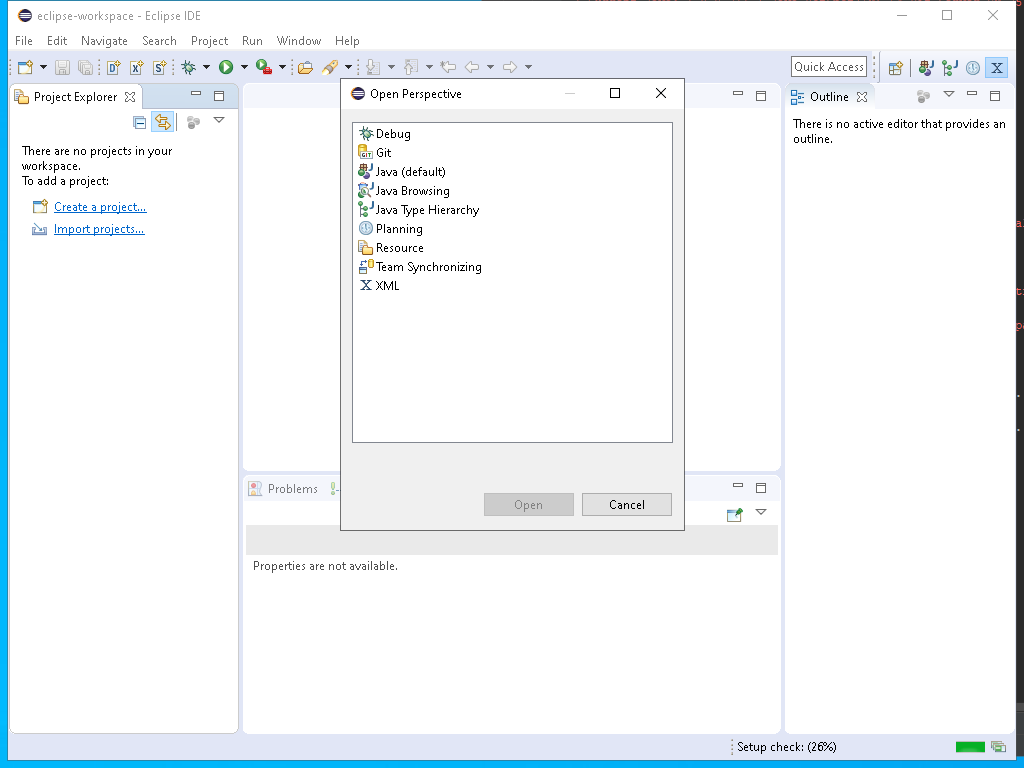 eclipse-workspace - Eclipse IDE
File Edit Navigate Search Project Run Window Help
Quick Access
Project Explorer
There are no projects in your
workspace.
To add a project:
Create a project...
Import projects...
Open Perspective
Debug
Git
Java (default)
Java Browsing
Java Type Hierarchy
Planning
Resource
Team Synchronizing
XML
Open Cancel
Outline
There is no active editor that provides an
outline.
Problems
Properties are not available.
Setup check: (26%)